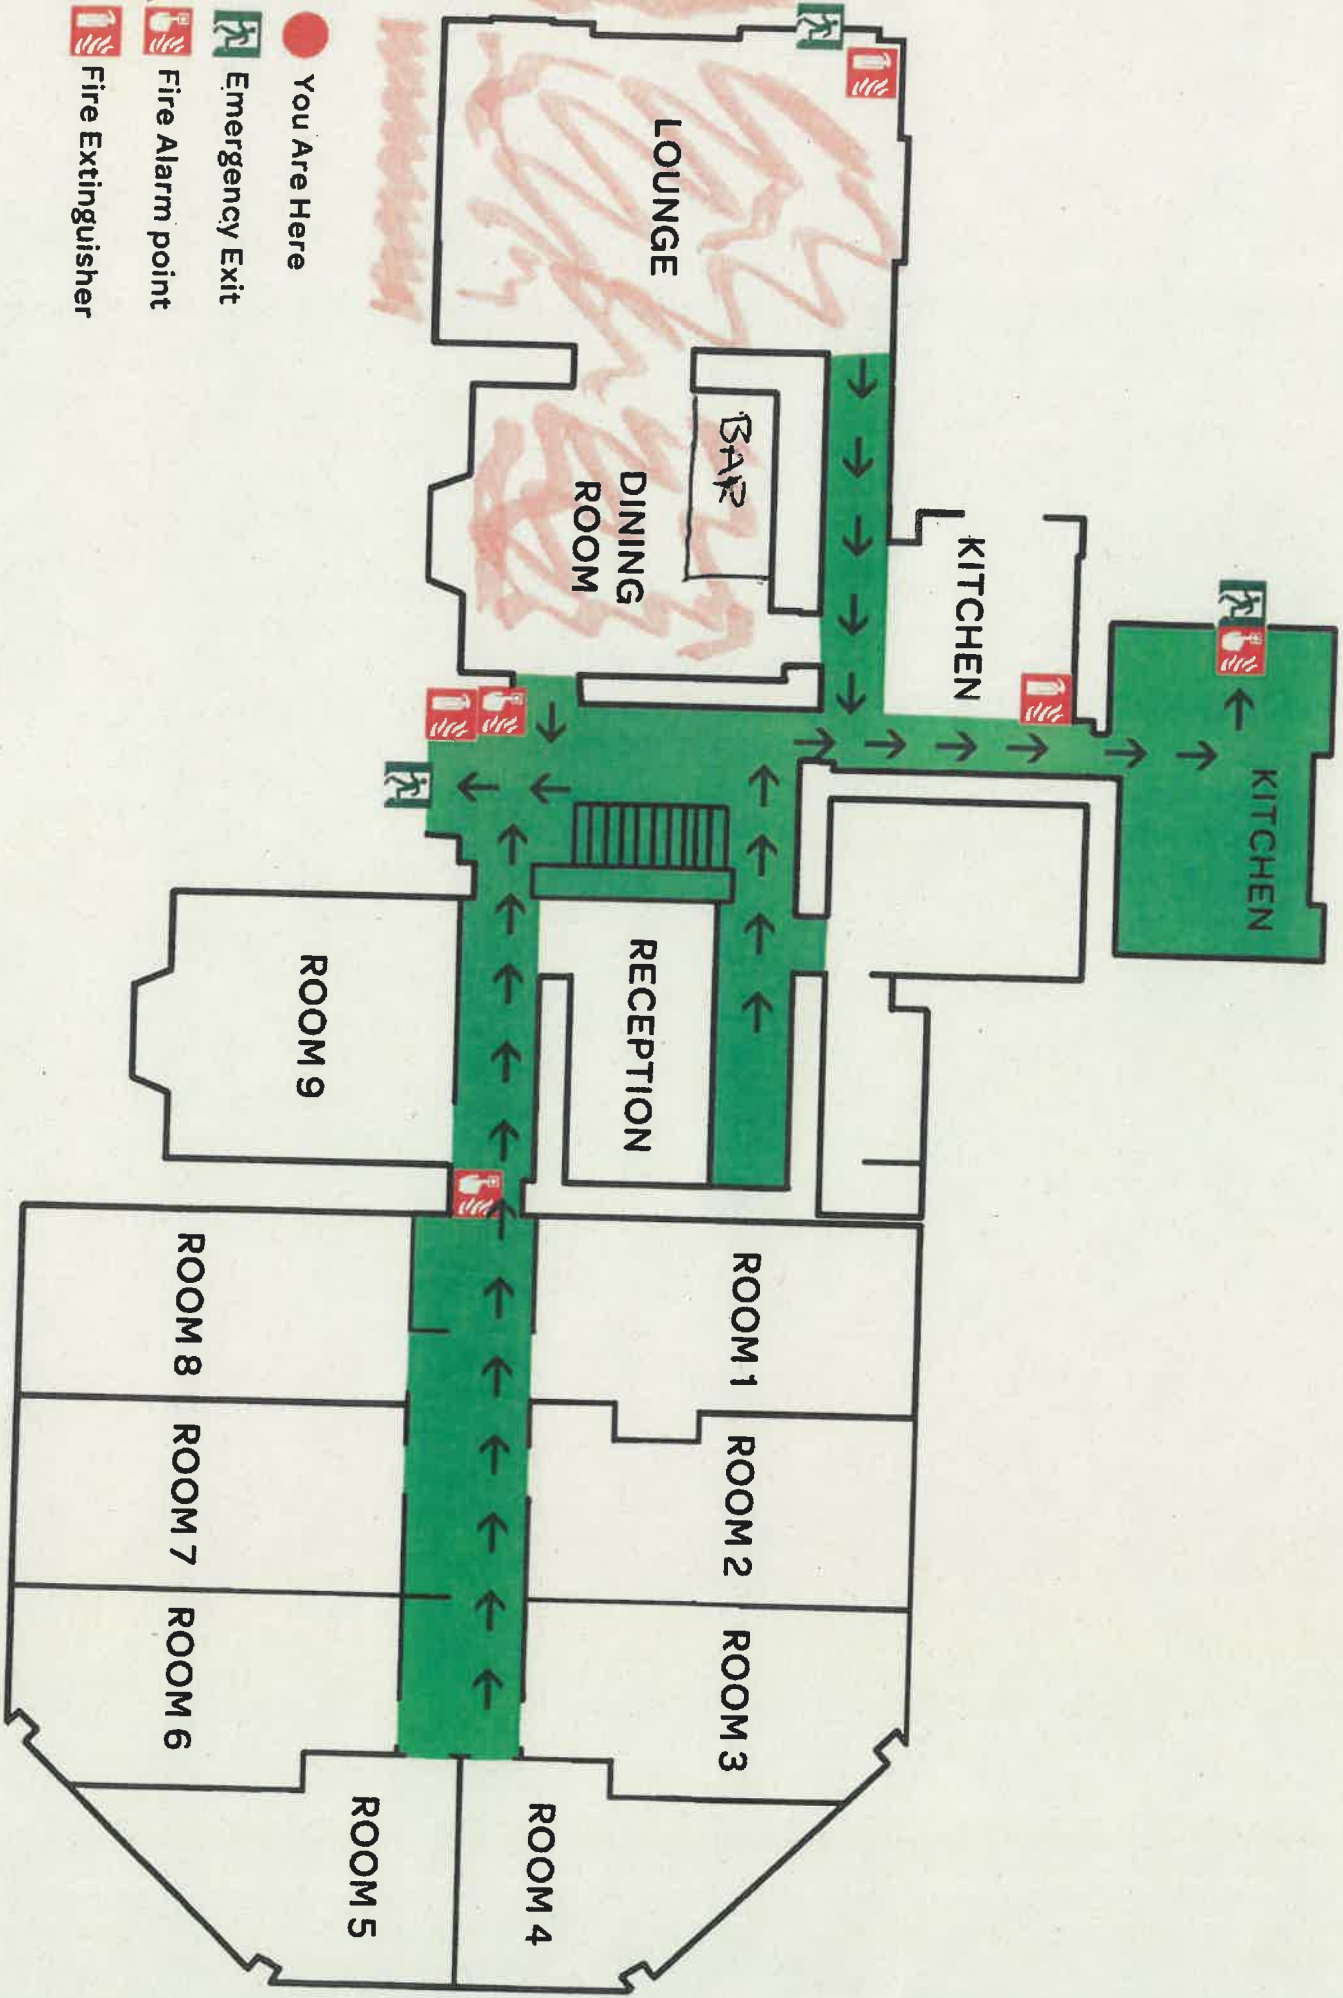 You Are Here
Emergency Exit
Fire Alarm point
Fire Extinguisher
LOUNGE
BAR
DINING
ROOM
KITCHEN
KITCHEN
RECEPTION
ROOM 9
ROOM 1
ROOM 2
ROOM 3
ROOM 4
ROOM 5
ROOM 6
ROOM 7
ROOM 8